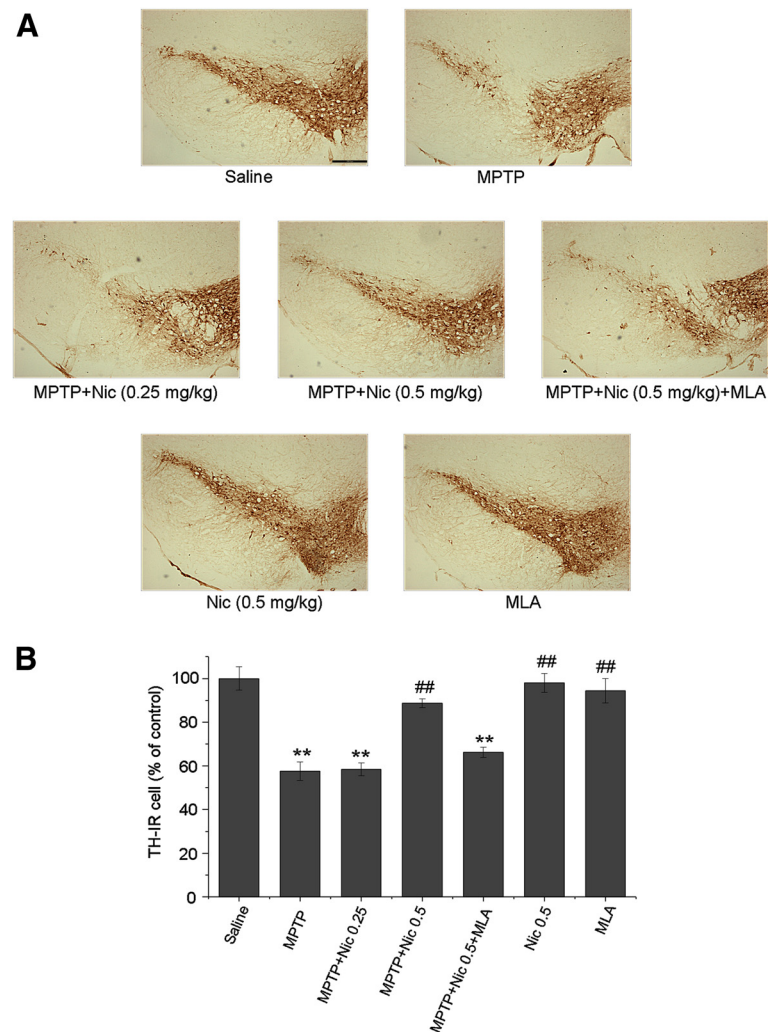 A
Saline
MPTP
MPTP+Nic (0.25 mg/kg)
MPTP+Nic (0.5 mg/kg)
MPTP+Nic (0.5 mg/kg)+MLA
Nic (0.5 mg/kg)
MLA
B
TH-IR cell (% of control)
100
80
60
40
20
0
**
**
##
**
##
##
Saline
MPTP
MPTP+Nic 0.25
MPTP+Nic 0.5
MPTP+Nic 0.5+MLA
Nic 0.5
MLA